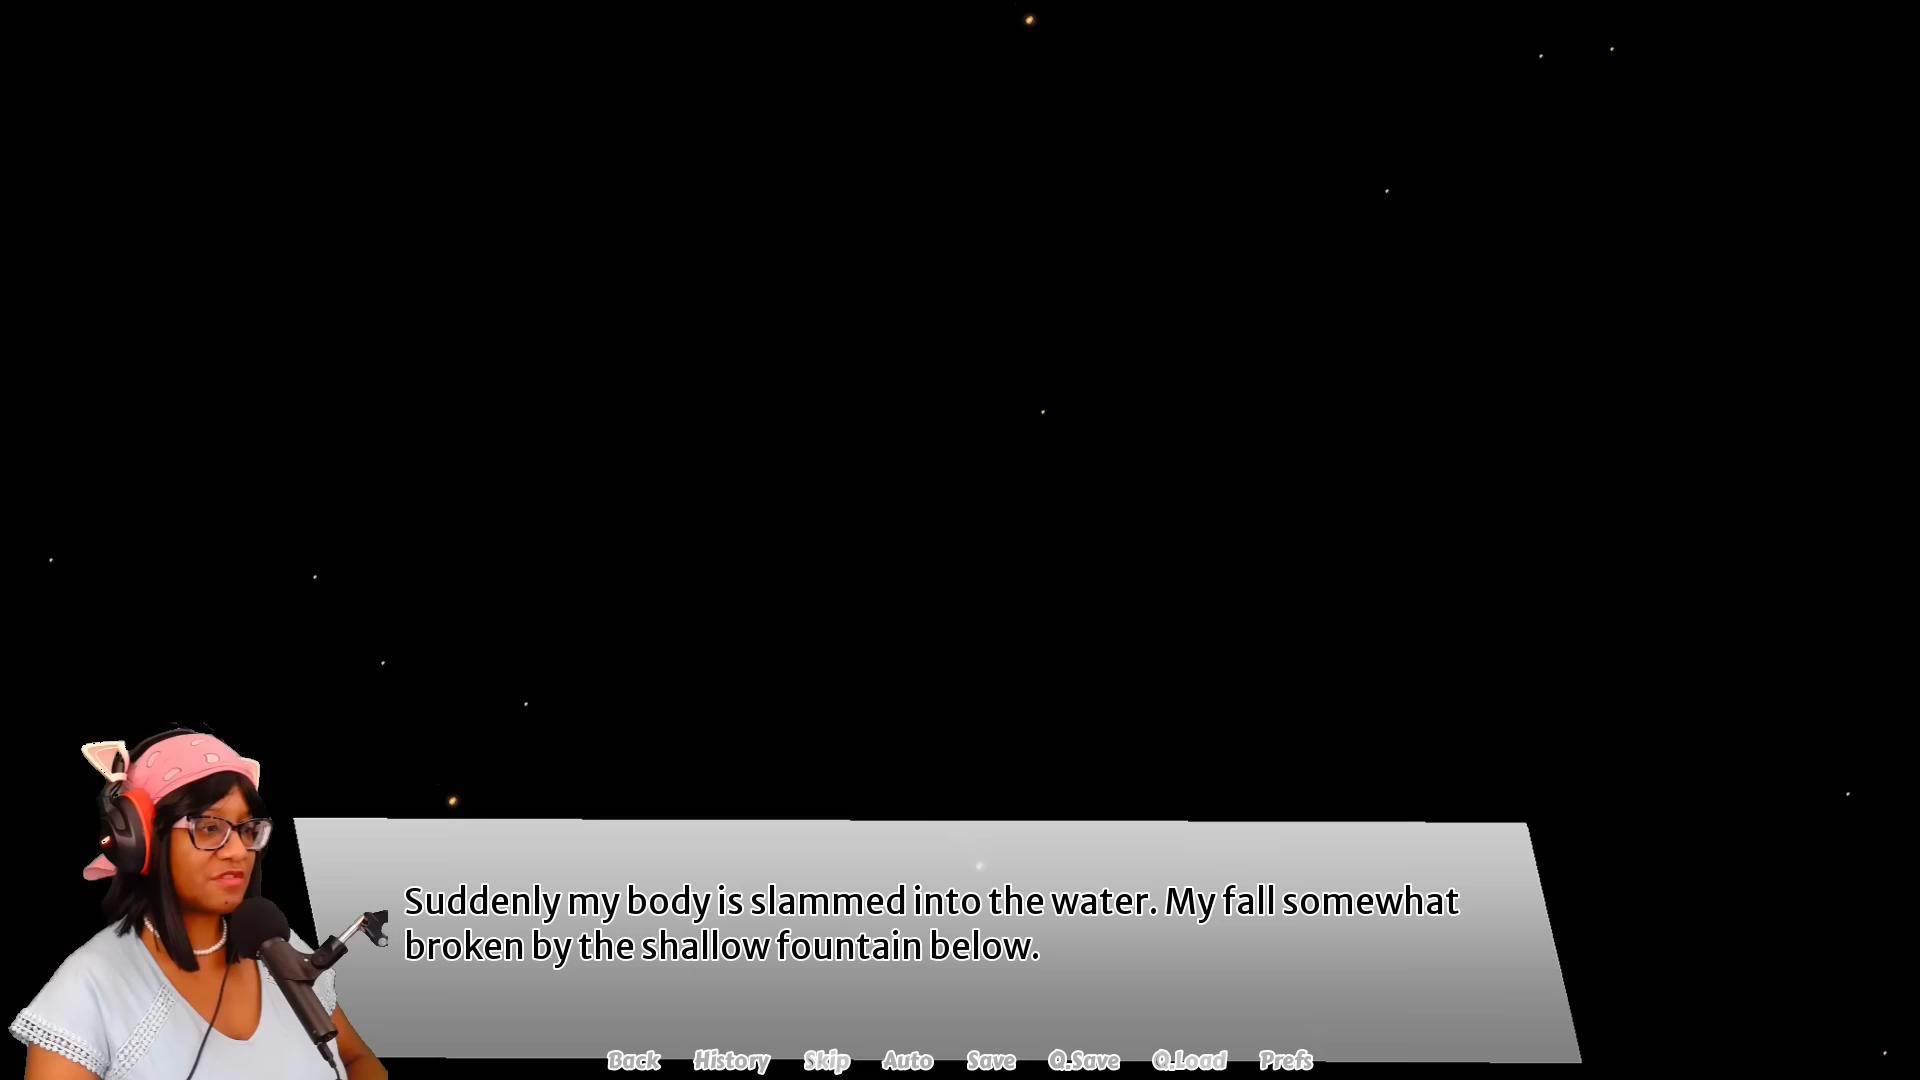 Suddenly my body is slammed into the water. My fall somewhat
broken by the shallow fountain below.
Back History Skip Auto Save Q.Save Q.Load Prefs